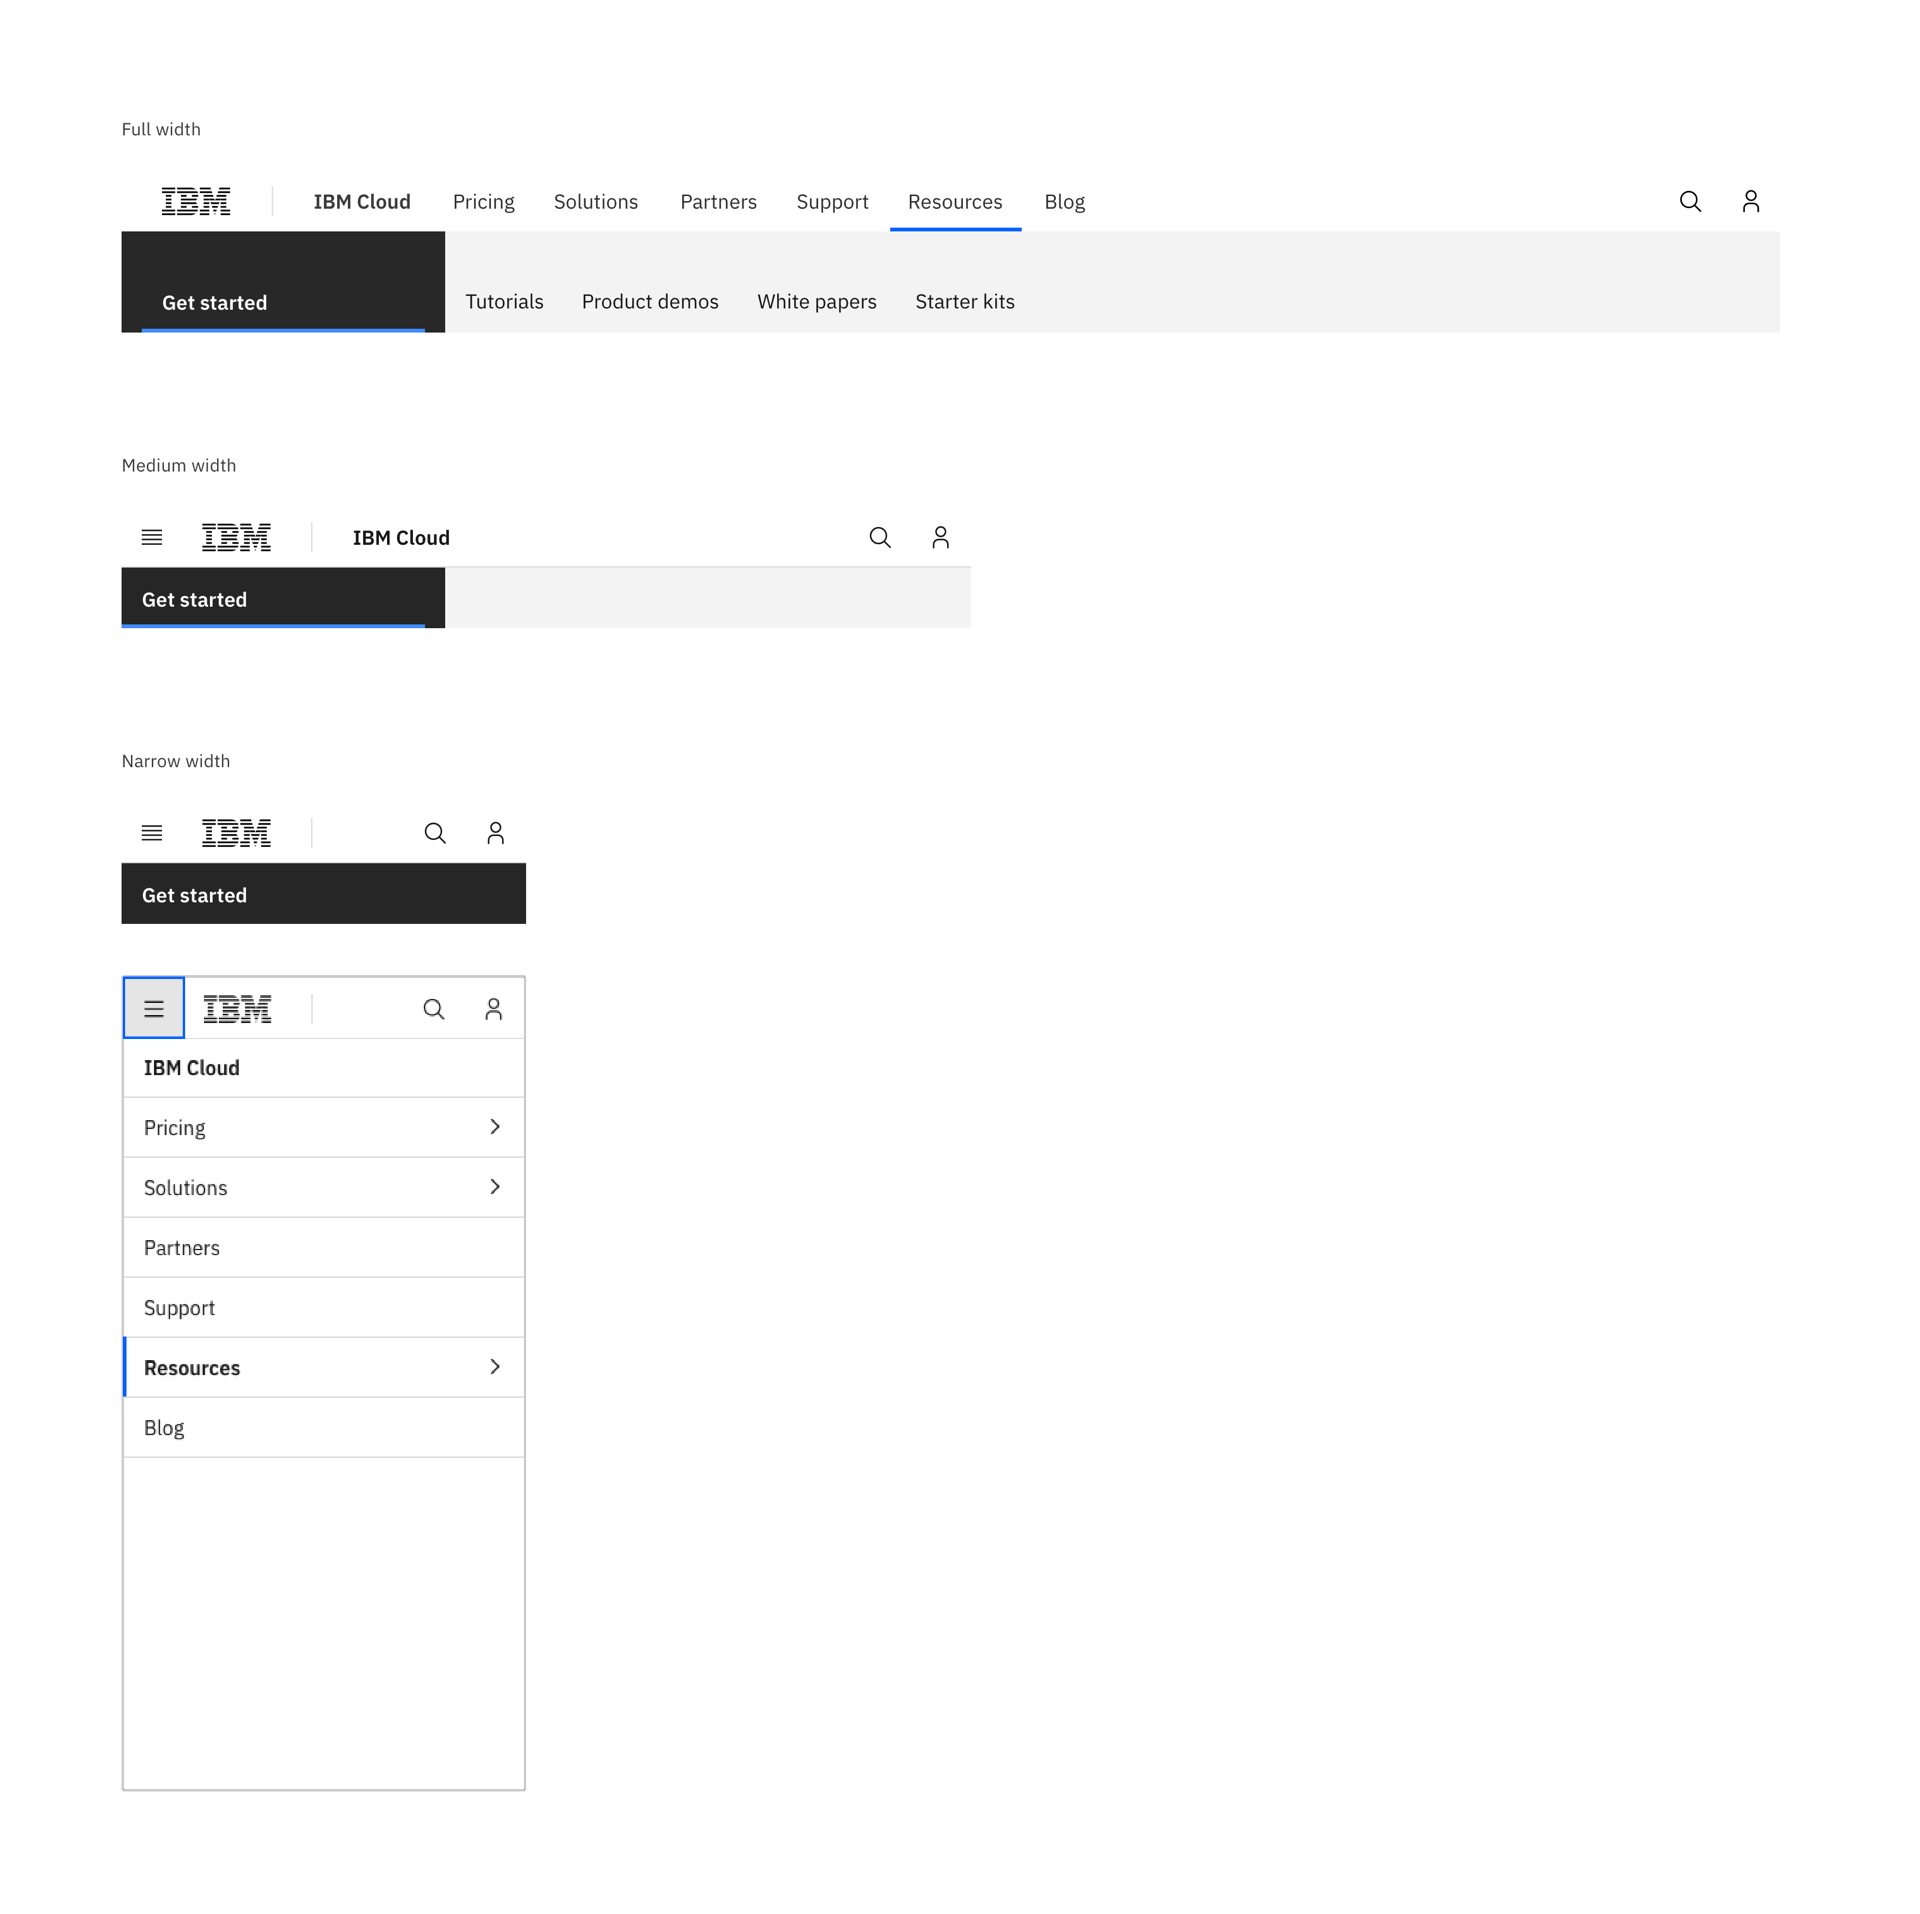 Full width
IBM IBM Cloud Pricing Solutions Partners Support Resources Blog
Get started Tutorials Product demos White papers Starter kits
Medium width
IBM IBM Cloud
Get started
Narrow width
IBM
Get started
IBM
IBM Cloud
Pricing
Solutions
Partners
Support
Resources
Blog